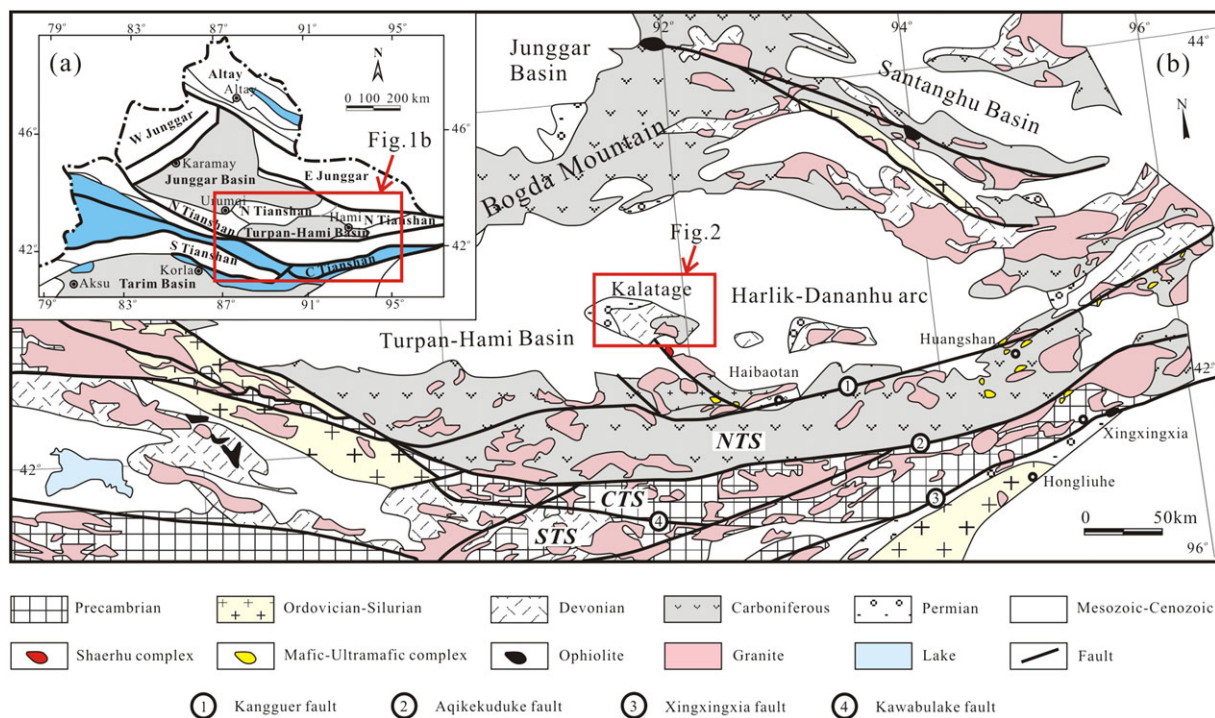 83° 87° 91° 95°
79°
(a)
N
Altay
Altay
0 100 200 km
46°
46°
W Junggar
Fig.1b
Karamay
Junggar Basin
E Junggar
Urumqi
N Tianshan
N Tianshan
Hami
N Tianshan
Turpan-Hami Basin
42°
42°
S Tianshan
C Tianshan
Korla
Aksu
Tarim Basin
79° 83° 87° 91° 95°
92° 94° 96°
44°
(b)
N
Junggar
Basin
Santanghu Basin
Bogda Mountain
Fig.2
Kalatage
Harlik-Dananhu arc
Turpan-Hami Basin
Huangshan
42°
Haibaotan
1
NTS
2
Xingxingxia
42°
CTS
3
Hongliuhe
4
STS
0 50km
96°
Precambrian
Ordovician-Silurian
Devonian
Carboniferous
Permian
Mesozoic-Cenozoic
Shaerhu complex
Mafic-Ultramafic complex
Ophiolite
Granite
Lake
Fault
1 Kangguer fault
2 Aqikekuduke fault
3 Xingxingxia fault
4 Kawabulake fault